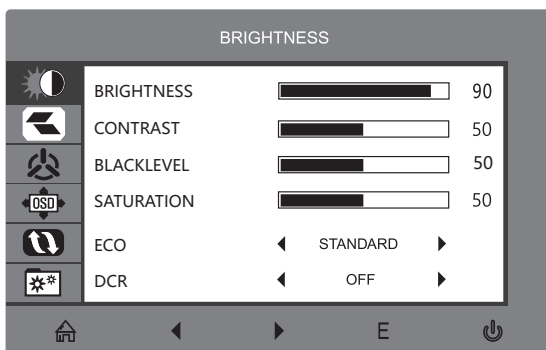 BRIGHTNESS
BRIGHTNESS 90
CONTRAST 50
BLACKLEVEL 50
SATURATION 50
OSD
ECO STANDARD
DCR OFF
E